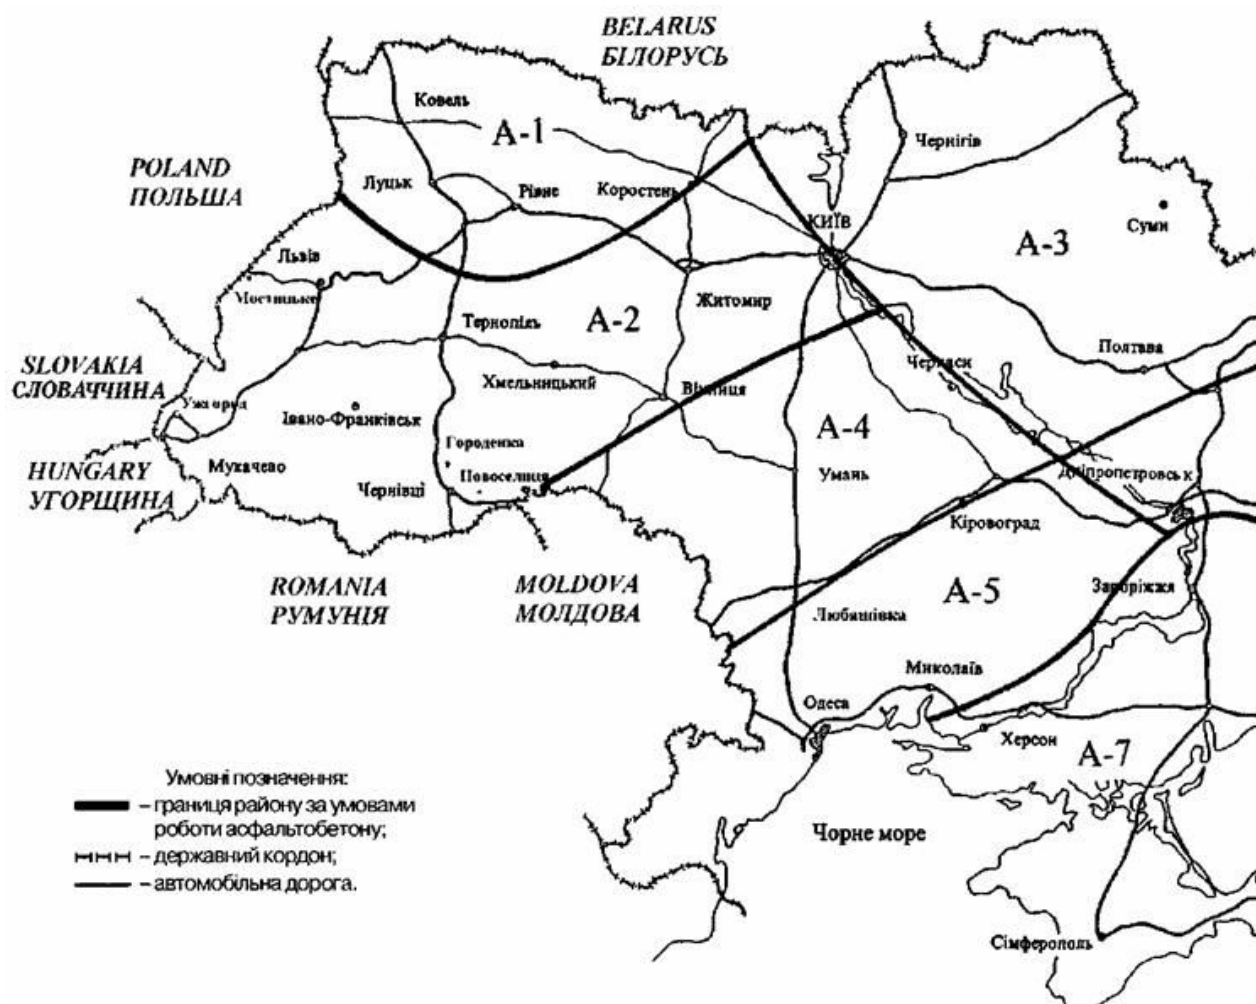 BELARUS
БІЛОРУСЬ
Ковель
А-1
Чернігів
POLAND
ПОЛЬША
Луцьк
Рівне
Коростень
Суми
КИЇВ
А-3
Львів
Мостицьке
Житомир
А-2
Тернопіль
Полтава
SLOVAKIA
СЛОВАЧЧИНА
Черкаси
Хмельницький
Вінниця
Ужгород
Івано-Франківськ
А-4
Городенка
HUNGARY
УГОРЩИНА
Мукачево
Новоселиця
Умань
Дніпропетровськ
Чернівці
Кіровоград
ROMANIA
РУМУНІЯ
MOLDOVA
МОЛДОВА
А-5
Запоріжжя
Любашівка
Миколаїв
Одеса
Херсон
А-7
Умовні позначення:
– границя району за умовами
роботи асфальтобетону;
– державний кордон;
– автомобільна дорога.
Чорне море
Сімферополь